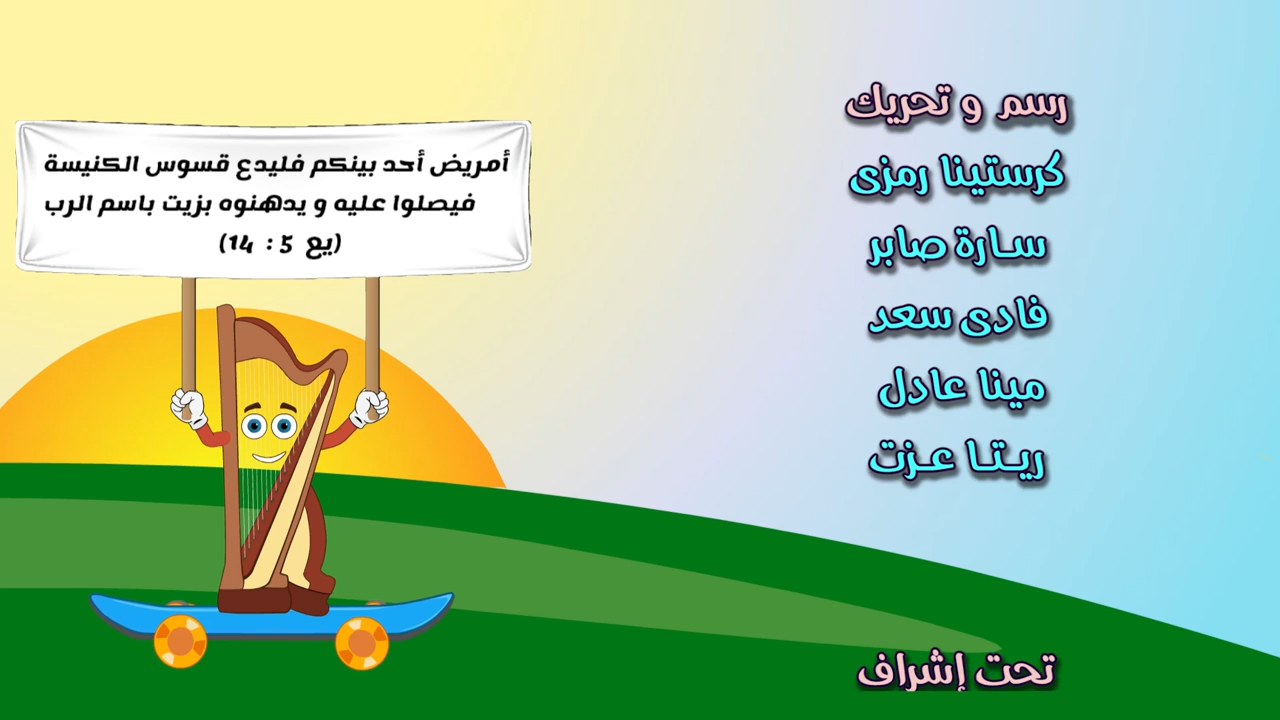 أمريض أحد بينكم فليدع قسوس الكنيسة
فيصلوا عليه و يدهنوه بزيت باسم الرب
(يع 5 : 14)
رسم و تحريك
كرستينا رمزى
سارة صابر
فادى سعد
مينا عادل
ريتا عزت
تحت إشراف